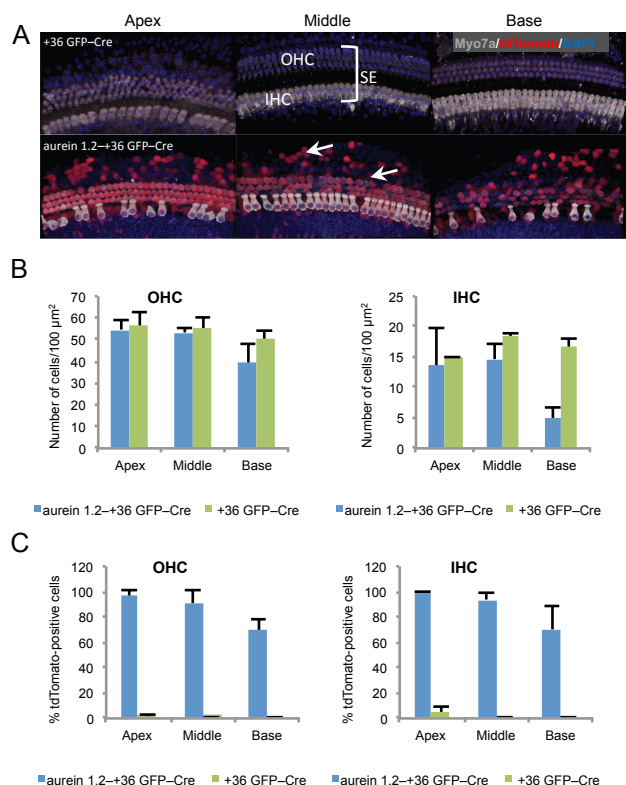 Apex Middle Base
A
+36 GFP–Cre
Myo7a/tdTomato/DAPI
OHC
SE
IHC
aurein 1.2–+36 GFP–Cre
B
OHC
Number of cells/100 µm2
70
60
50
40
30
20
10
0
Apex Middle Base
aurein 1.2–+36 GFP–Cre +36 GFP–Cre
IHC
Number of cells/100 µm2
25
20
15
10
5
0
Apex Middle Base
aurein 1.2–+36 GFP–Cre +36 GFP–Cre
C
OHC
% tdTomato-positive cells
120
100
80
60
40
20
0
Apex Middle Base
aurein 1.2–+36 GFP–Cre +36 GFP–Cre
IHC
% tdTomato-positive cells
120
100
80
60
40
20
0
Apex Middle Base
aurein 1.2–+36 GFP–Cre +36 GFP–Cre